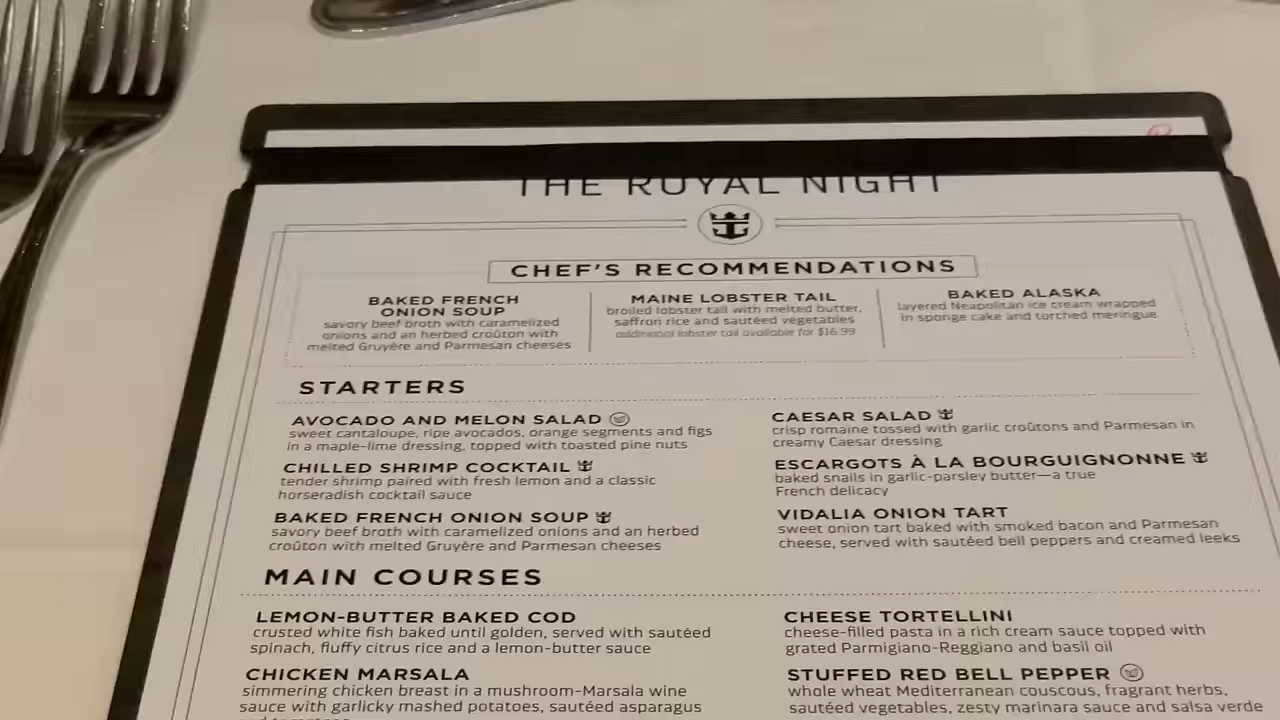 THE ROYAL NIGHT
CHEF'S RECOMMENDATIONS
BAKED FRENCH
ONION SOUP
savory beef broth with caramelized
onions and an herbed croûton with
melted Gruyère and Parmesan cheeses
MAINE LOBSTER TAIL
broiled lobster tail with melted butter,
saffron rice and sautéed vegetables
additional lobster tail available for $16.99
BAKED ALASKA
layered Neapolitan ice cream wrapped
in sponge cake and torched meringue
STARTERS
AVOCADO AND MELON SALAD
sweet cantaloupe, ripe avocados, orange segments and figs
in a maple-lime dressing, topped with toasted pine nuts
CHILLED SHRIMP COCKTAIL
tender shrimp paired with fresh lemon and a classic
horseradish cocktail sauce
BAKED FRENCH ONION SOUP
savory beef broth with caramelized onions and an herbed
croûton with melted Gruyère and Parmesan cheeses
CAESAR SALAD
crisp romaine tossed with garlic croûtons and Parmesan in
creamy Caesar dressing
ESCARGOTS À LA BOURGUIGNONNE
baked snails in garlic-parsley butter—a true
French delicacy
VIDALIA ONION TART
sweet onion tart baked with smoked bacon and Parmesan
cheese, served with sautéed bell peppers and creamed leeks
MAIN COURSES
LEMON-BUTTER BAKED COD
crusted white fish baked until golden, served with sautéed
spinach, fluffy citrus rice and a lemon-butter sauce
CHICKEN MARSALA
simmering chicken breast in a mushroom-Marsala wine
sauce with garlicky mashed potatoes, sautéed asparagus
CHEESE TORTELLINI
cheese-filled pasta in a rich cream sauce topped with
grated Parmigiano-Reggiano and basil oil
STUFFED RED BELL PEPPER
whole wheat Mediterranean couscous, fragrant herbs,
sautéed vegetables, zesty marinara sauce and salsa verde